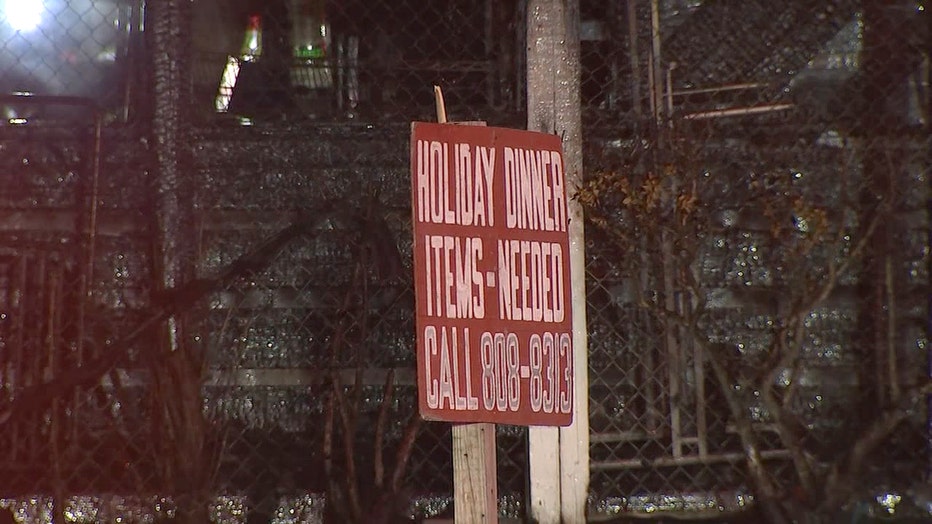 HOLIDAY DINNER
ITEMS-NEEDED
CALL 808-8313